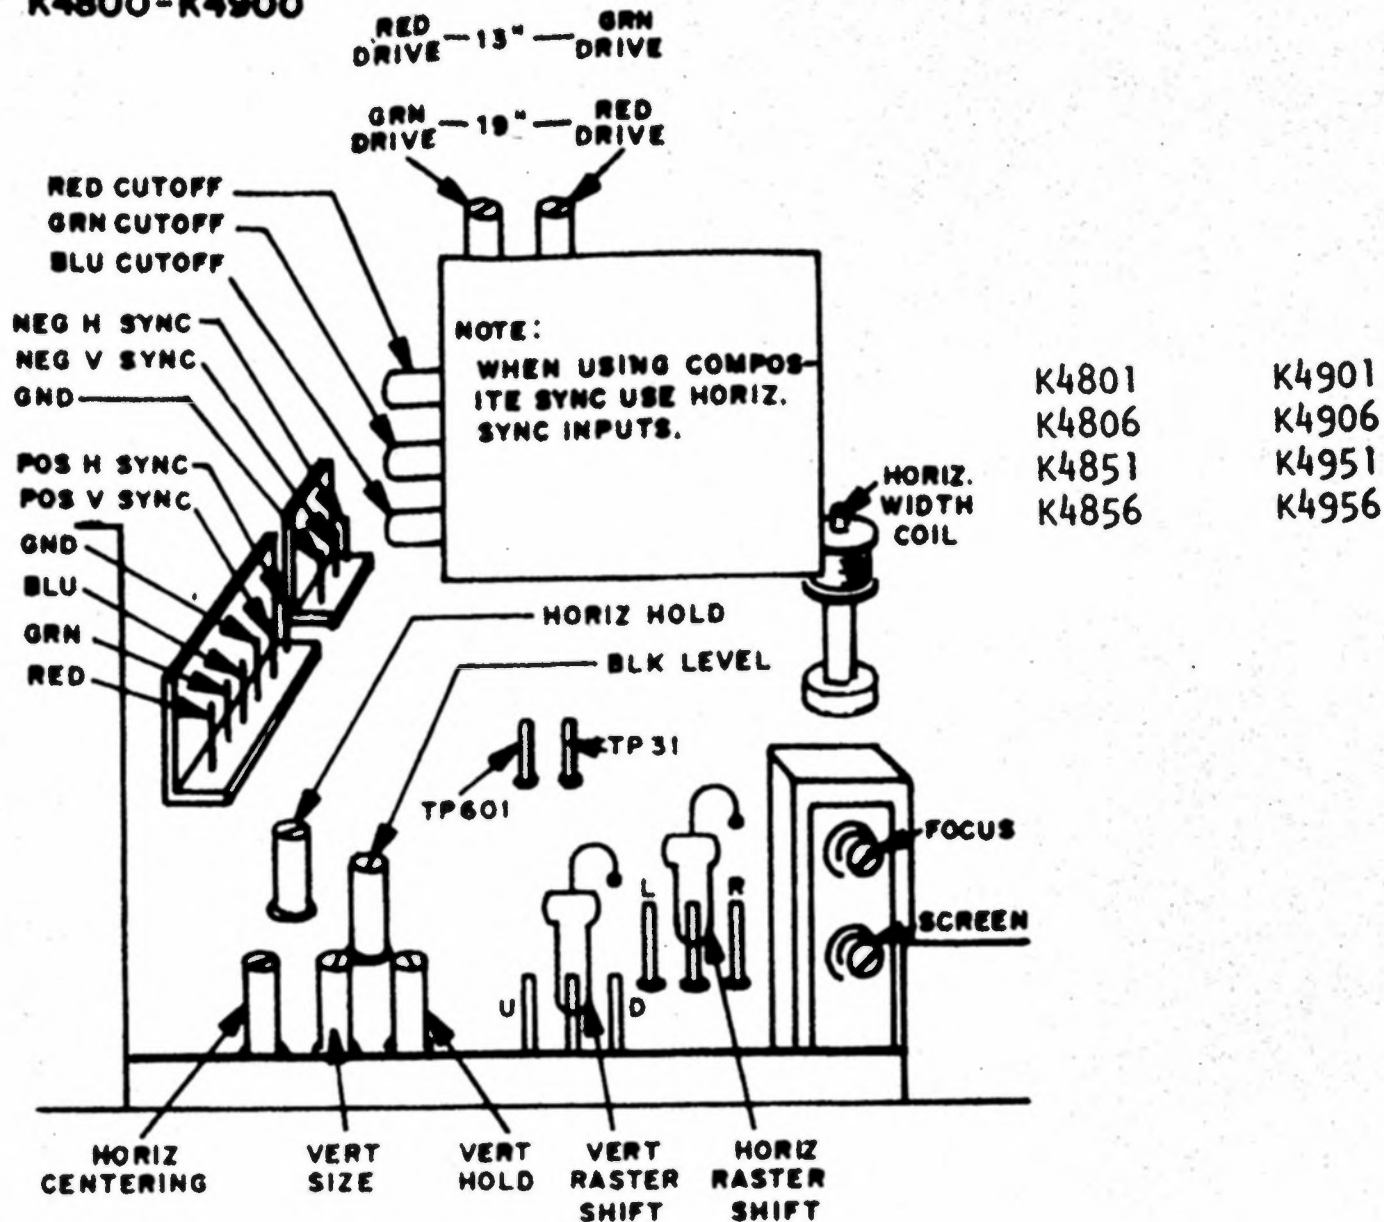 K4800-K4900
RED DRIVE — 13" — GRN DRIVE
GRN DRIVE — 19" — RED DRIVE
RED CUTOFF
GRN CUTOFF
BLU CUTOFF
NEG H SYNC
NEG V SYNC
GND
POS H SYNC
POS V SYNC
GND
BLU
GRN
RED
NOTE:
WHEN USING COMPOS-
ITE SYNC USE HORIZ.
SYNC INPUTS.
HORIZ.
WIDTH
COIL
K4801 K4901
K4806 K4906
K4851 K4951
K4856 K4956
HORIZ HOLD
BLK LEVEL
TP31
TP601
FOCUS
SCREEN
L R
U D
HORIZ
CENTERING
VERT
SIZE
VERT
HOLD
VERT
RASTER
SHIFT
HORIZ
RASTER
SHIFT